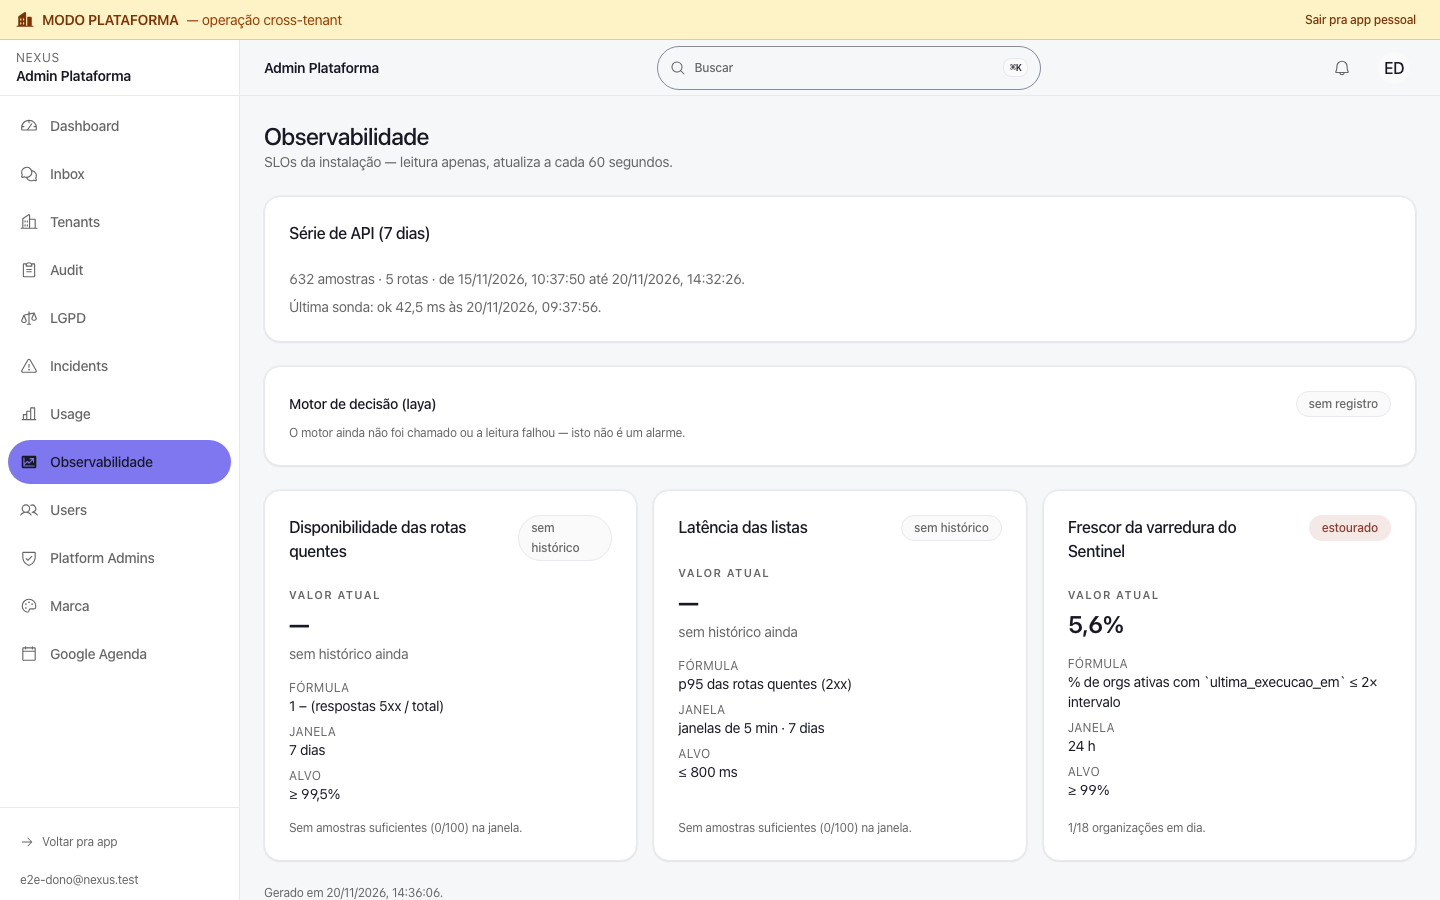 MODO PLATAFORMA — operação cross-tenant
Sair pra app pessoal
NEXUS
Admin Plataforma
Admin Plataforma
Buscar
⌘K
ED
Dashboard
Inbox
Tenants
Audit
LGPD
Incidents
Usage
Observabilidade
Users
Platform Admins
Marca
Google Agenda
Voltar pra app
e2e-dono@nexus.test
Observabilidade
SLOs da instalação — leitura apenas, atualiza a cada 60 segundos.
Série de API (7 dias)
632 amostras · 5 rotas · de 15/11/2026, 10:37:50 até 20/11/2026, 14:32:26.
Última sonda: ok 42,5 ms às 20/11/2026, 09:37:56.
Motor de decisão (laya)
sem registro
O motor ainda não foi chamado ou a leitura falhou — isto não é um alarme.
Disponibilidade das rotas
quentes
sem
histórico
VALOR ATUAL
—
sem histórico ainda
FÓRMULA
1 – (respostas 5xx / total)
JANELA
7 dias
ALVO
≥ 99,5%
Sem amostras suficientes (0/100) na janela.
Latência das listas
sem histórico
VALOR ATUAL
—
sem histórico ainda
FÓRMULA
p95 das rotas quentes (2xx)
JANELA
janelas de 5 min · 7 dias
ALVO
≤ 800 ms
Sem amostras suficientes (0/100) na janela.
Frescor da varredura do
Sentinel
estourado
VALOR ATUAL
5,6%
FÓRMULA
% de orgs ativas com `ultima_execucao_em` ≤ 2×
intervalo
JANELA
24 h
ALVO
≥ 99%
1/18 organizações em dia.
Gerado em 20/11/2026, 14:36:06.